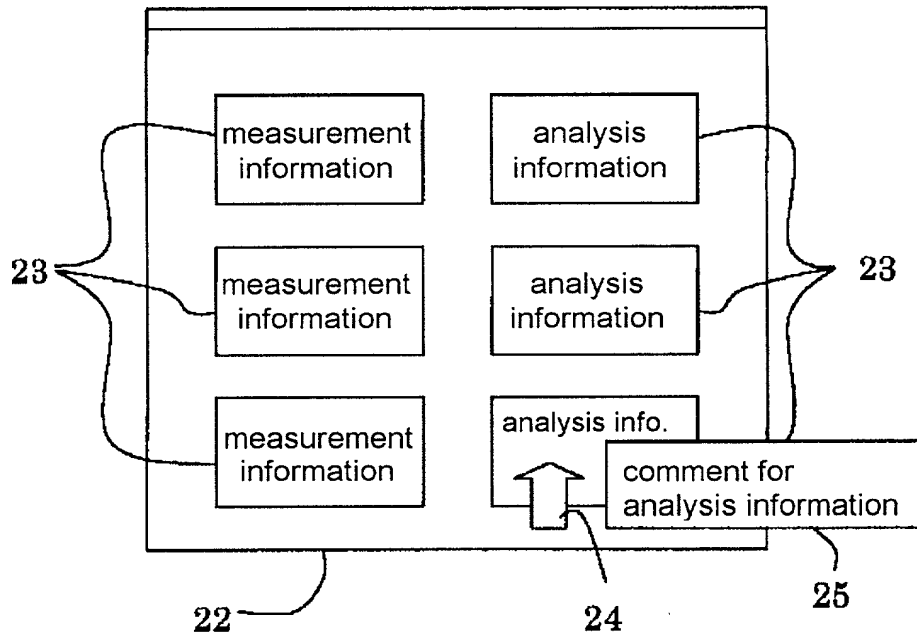 measurement
information
analysis
information
23
measurement
information
analysis
information
23
measurement
information
analysis info.
comment for
analysis information
22
24
25